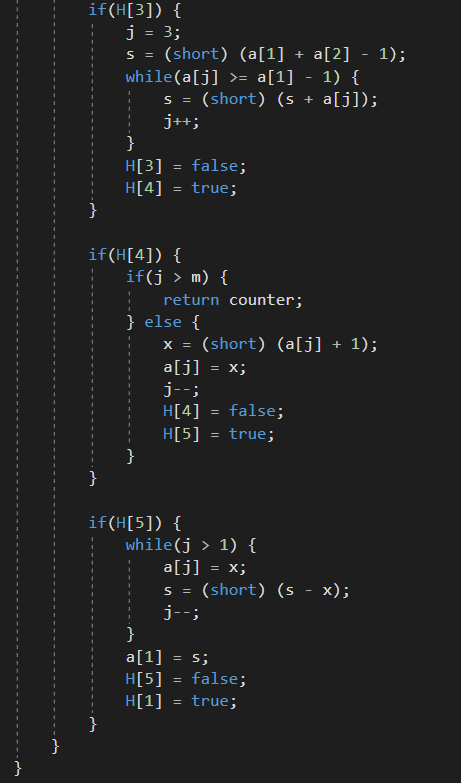 if(H[3]) {
j = 3;
s = (short) (a[1] + a[2] - 1);
while(a[j] >= a[1] - 1) {
s = (short) (s + a[j]);
j++;
}
H[3] = false;
H[4] = true;
}
if(H[4]) {
if(j > m) {
return counter;
} else {
x = (short) (a[j] + 1);
a[j] = x;
j--;
H[4] = false;
H[5] = true;
}
}
if(H[5]) {
while(j > 1) {
a[j] = x;
s = (short) (s - x);
j--;
}
a[1] = s;
H[5] = false;
H[1] = true;
}
}
}